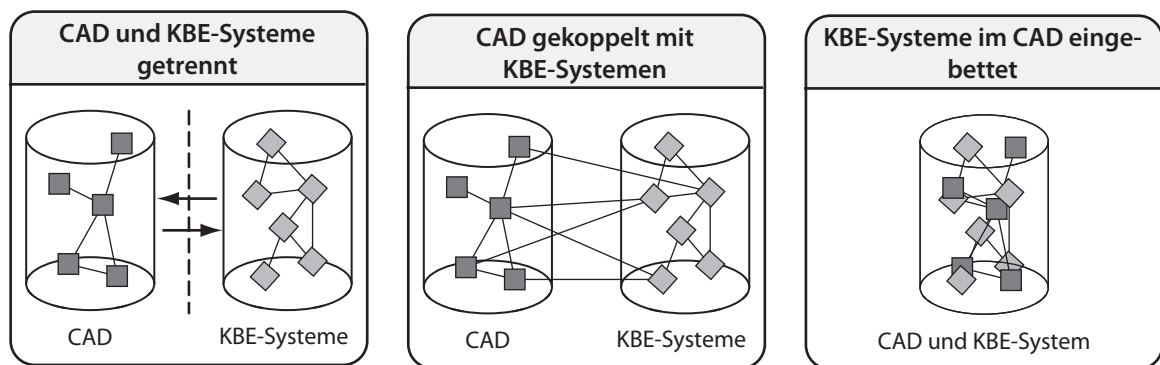 CAD und KBE-Systeme
getrennt
CAD gekoppelt mit
KBE-Systemen
KBE-Systeme im CAD einge-
bettet
CAD
KBE-Systeme
CAD
KBE-Systeme
CAD und KBE-System